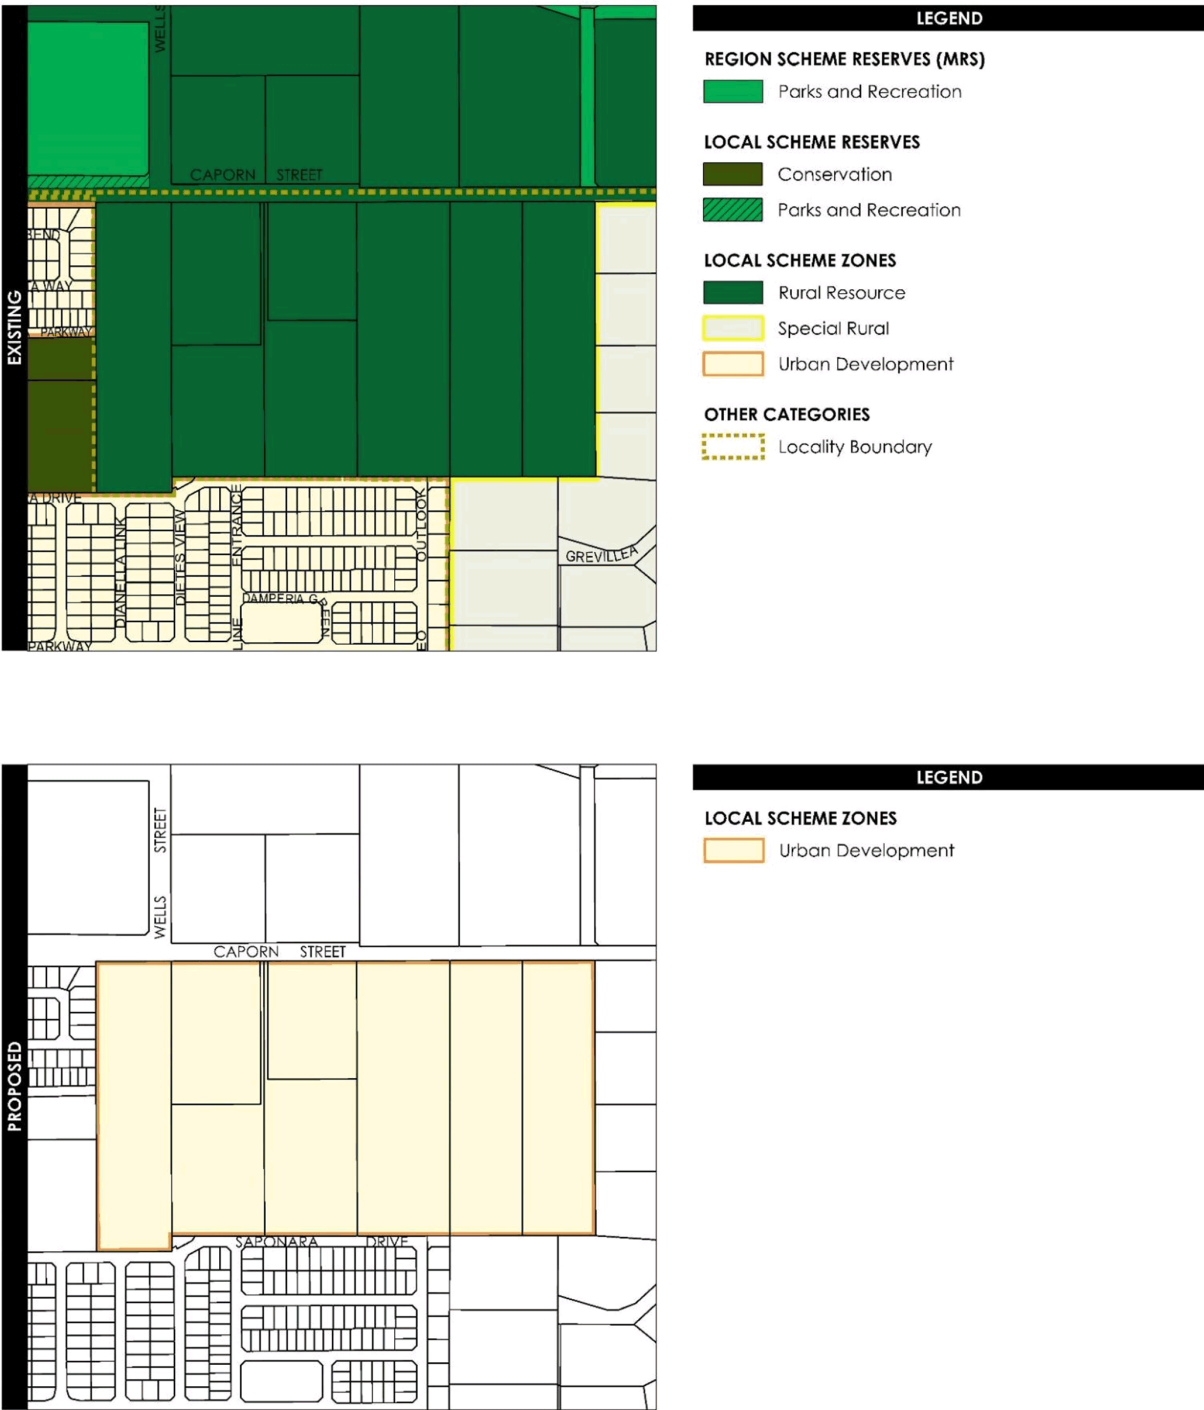 EXISTING
WELLS
CAPORN STREET
BEND
A WAY
PARKWAY
A DRIVE
DIANELLA LINK
DIETES VIEW
ENTRANCE
OUTLOOK
GREVILLEA
DAMPERIA G
REEN
LINE
EO
PARKWAY
LEGEND
REGION SCHEME RESERVES (MRS)
Parks and Recreation
LOCAL SCHEME RESERVES
Conservation
Parks and Recreation
LOCAL SCHEME ZONES
Rural Resource
Special Rural
Urban Development
OTHER CATEGORIES
Locality Boundary
PROPOSED
WELLS STREET
CAPORN STREET
SAPONARA DRIVE
LEGEND
LOCAL SCHEME ZONES
Urban Development